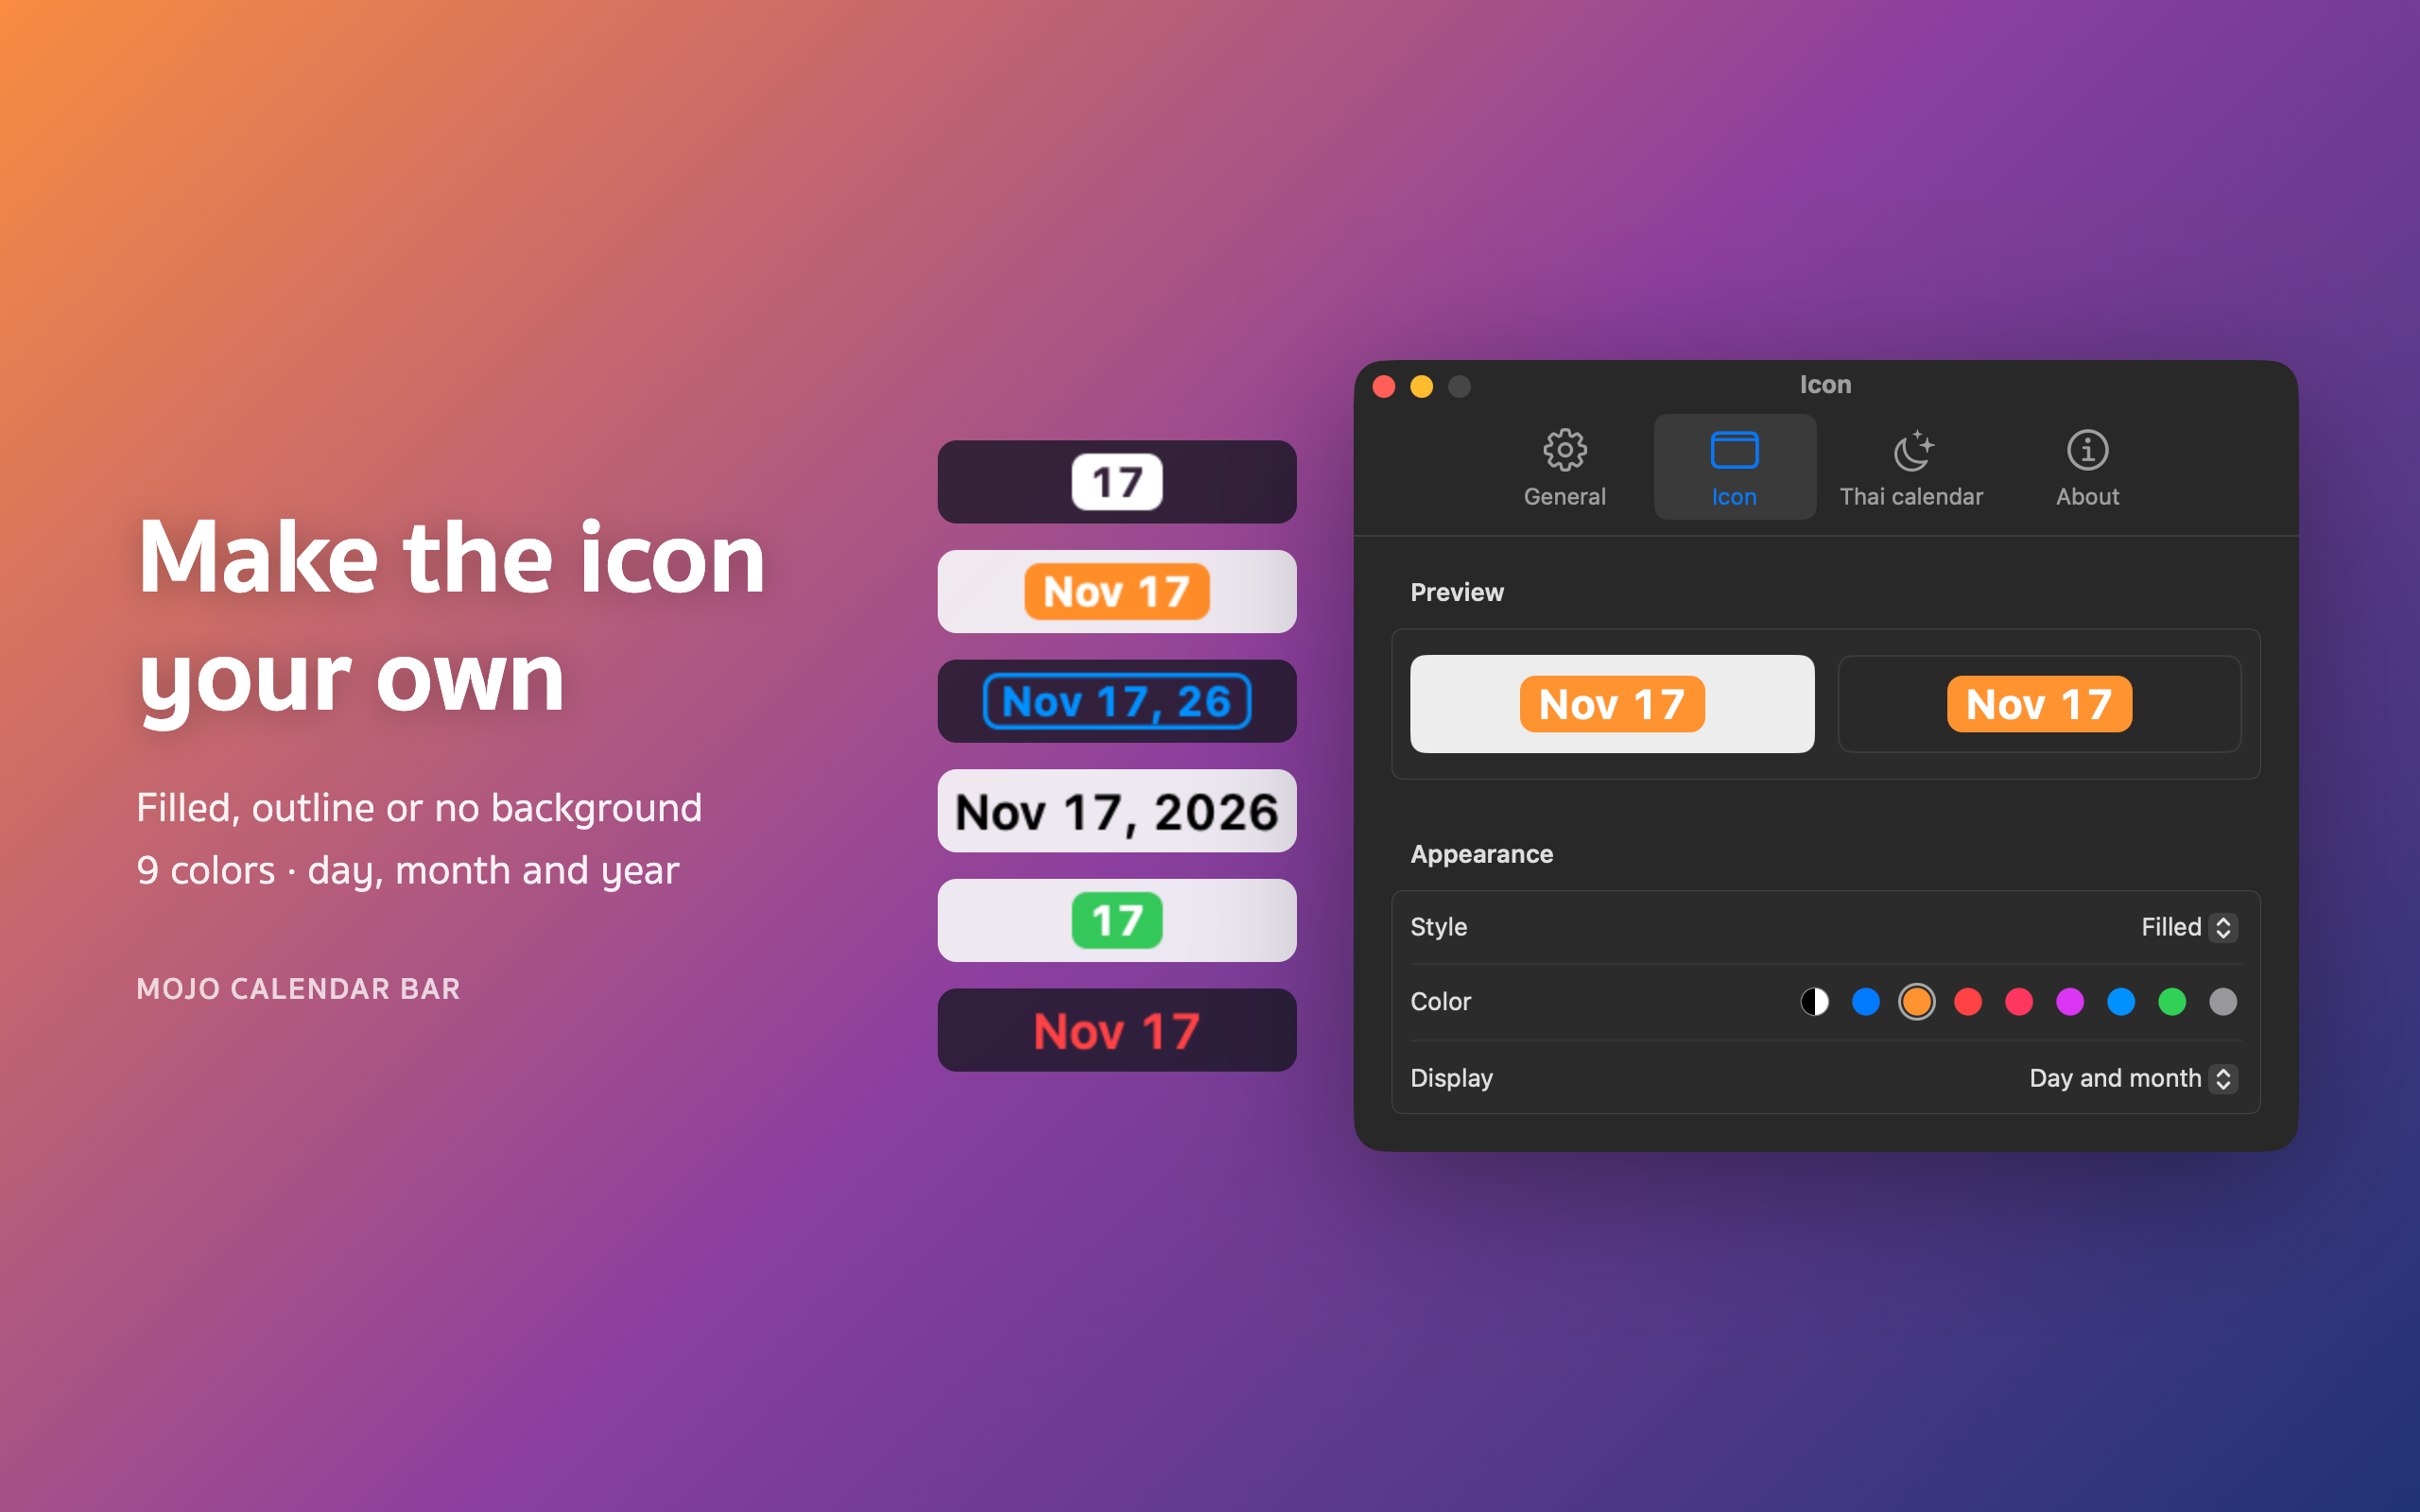 Make the icon
your own
Filled, outline or no background
9 colors · day, month and year
MOJO CALENDAR BAR
17
Nov 17
Nov 17, 26
Nov 17, 2026
17
Nov 17
Icon
General
Icon
Thai calendar
About
Preview
Nov 17
Nov 17
Appearance
Style
Filled
Color
Display
Day and month